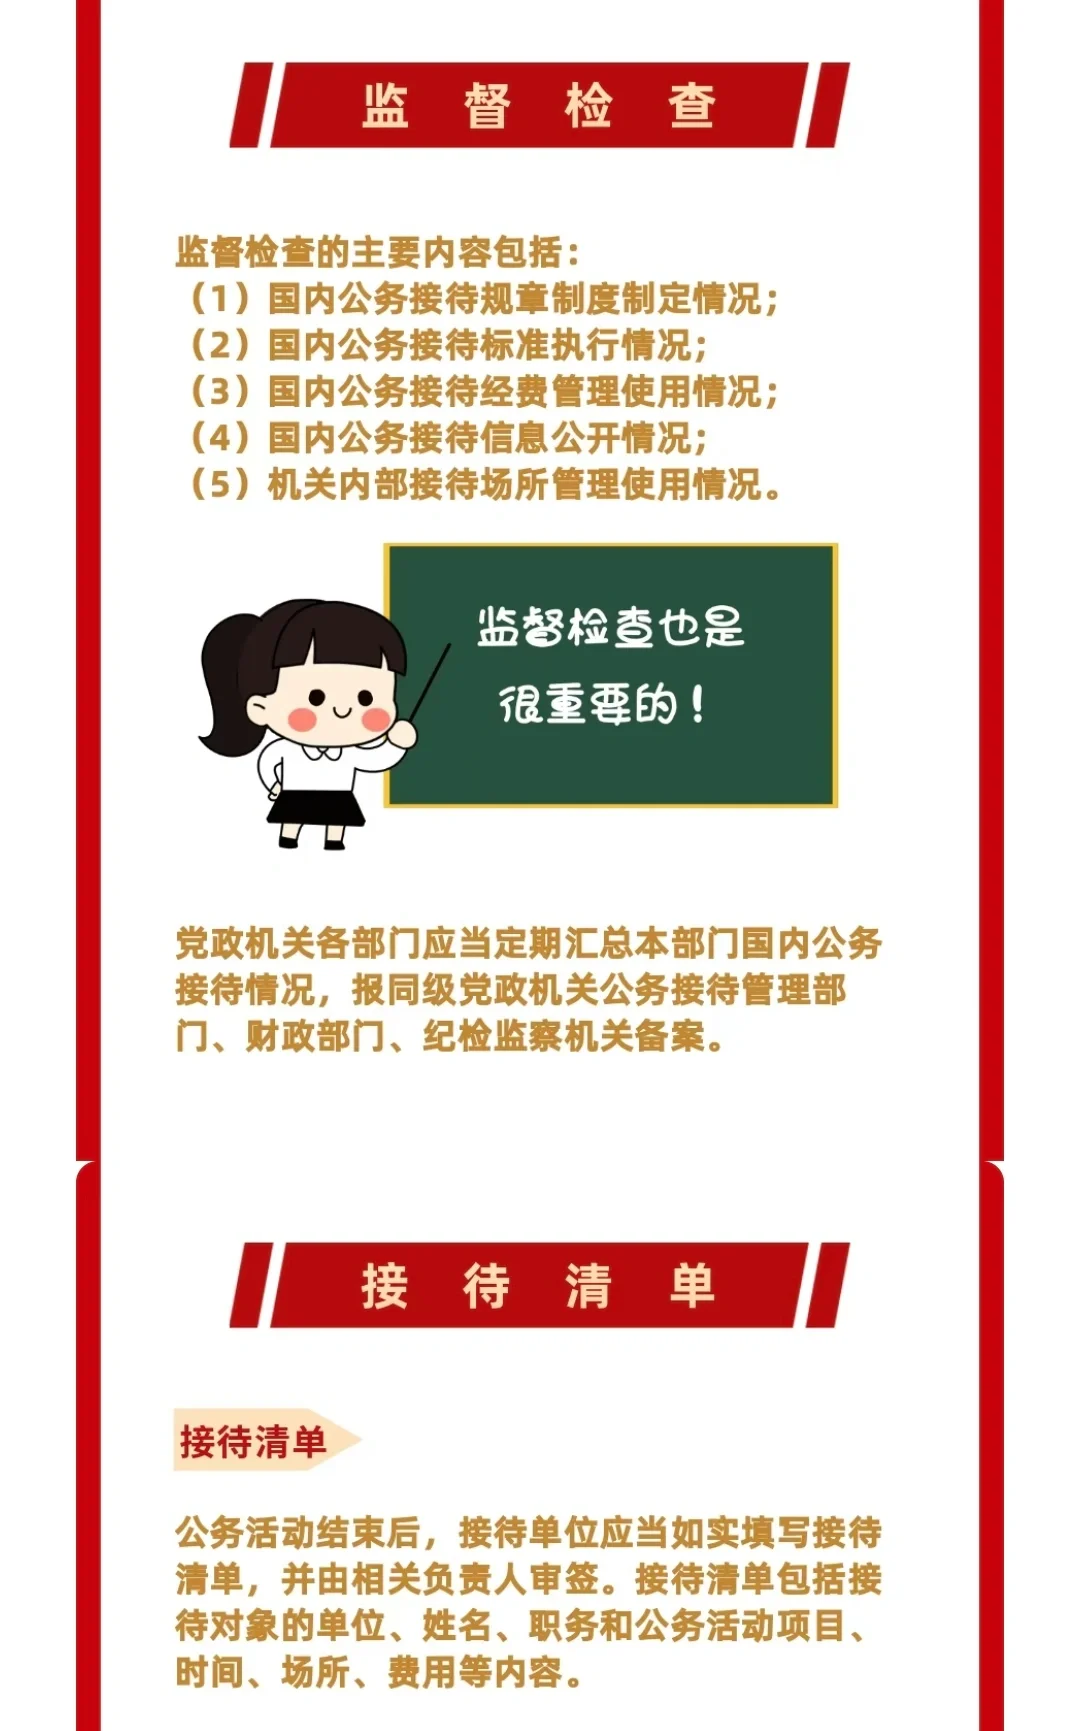 监督检查
监督检查的主要内容包括：
（1）国内公务接待规章制度制定情况；
（2）国内公务接待标准执行情况；
（3）国内公务接待经费管理使用情况；
（4）国内公务接待信息公开情况；
（5）机关内部接待场所管理使用情况。
监督检查也是
很重要的！
党政机关各部门应当定期汇总本部门国内公务
接待情况，报同级党政机关公务接待管理部
门、财政部门、纪检监察机关备案。
接待清单
接待清单
公务活动结束后，接待单位应当如实填写接待
清单，并由相关负责人审签。接待清单包括接
待对象的单位、姓名、职务和公务活动项目、
时间、场所、费用等内容。